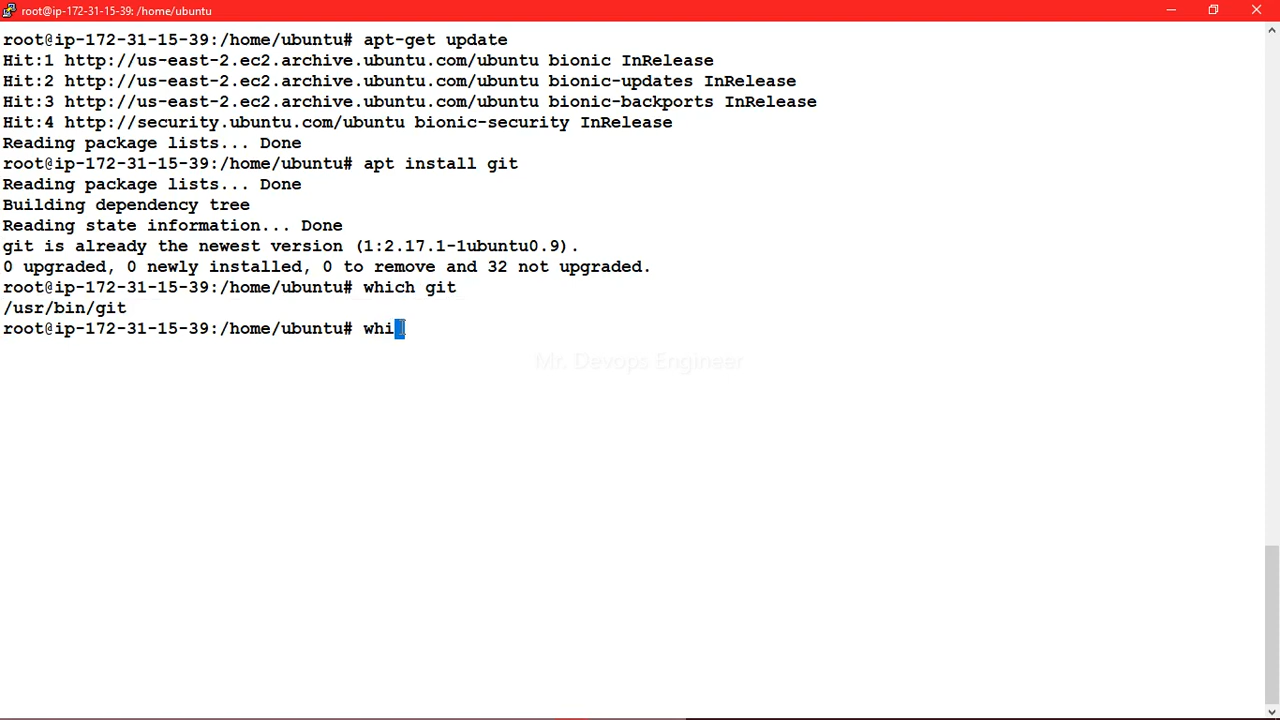 root@ip-172-31-15-39: /home/ubuntu
root@ip-172-31-15-39:/home/ubuntu# apt-get update
Hit:1 http://us-east-2.ec2.archive.ubuntu.com/ubuntu bionic InRelease
Hit:2 http://us-east-2.ec2.archive.ubuntu.com/ubuntu bionic-updates InRelease
Hit:3 http://us-east-2.ec2.archive.ubuntu.com/ubuntu bionic-backports InRelease
Hit:4 http://security.ubuntu.com/ubuntu bionic-security InRelease
Reading package lists... Done
root@ip-172-31-15-39:/home/ubuntu# apt install git
Reading package lists... Done
Building dependency tree
Reading state information... Done
git is already the newest version (1:2.17.1-1ubuntu0.9).
0 upgraded, 0 newly installed, 0 to remove and 32 not upgraded.
root@ip-172-31-15-39:/home/ubuntu# which git
/usr/bin/git
root@ip-172-31-15-39:/home/ubuntu# whi
Mr. Devops Engineer